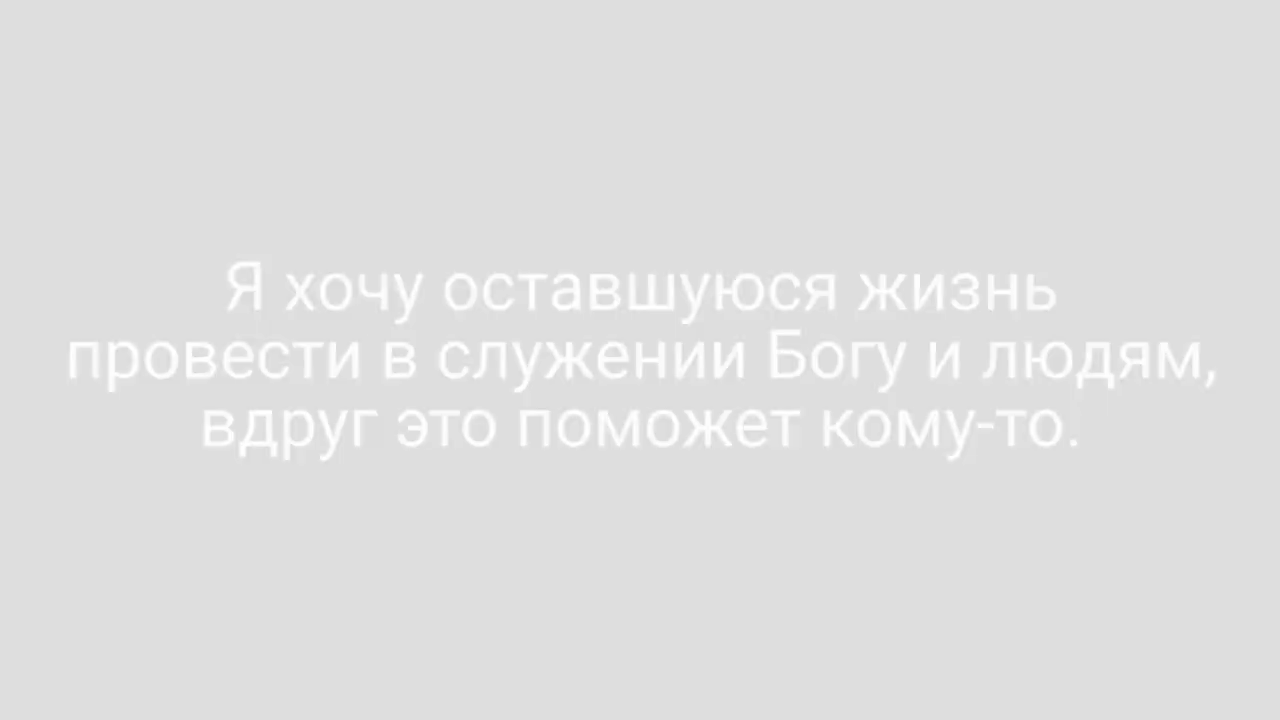 Я хочу оставшуюся жизнь
провести в служении Богу и людям,
вдруг это поможет кому-то.